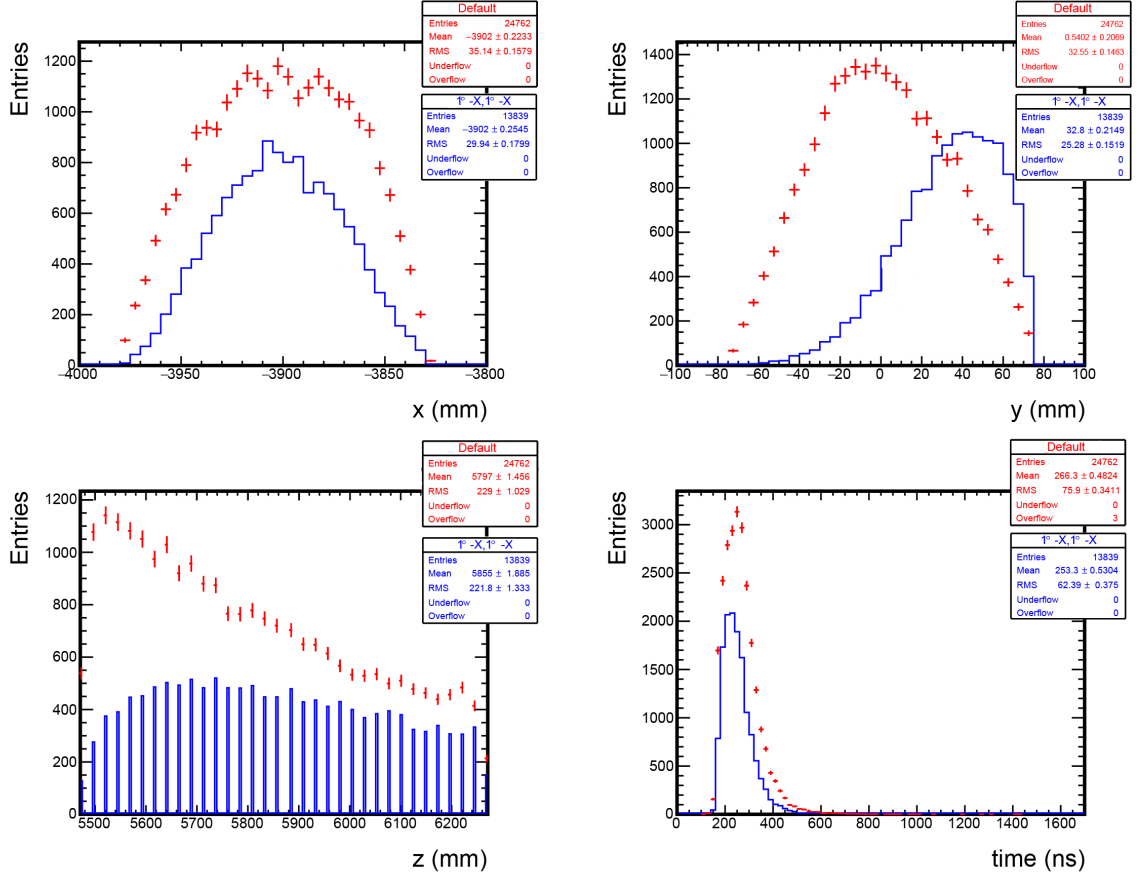 Default
Entries 24762
Mean −3902 ± 0.2233
RMS 35.14 ± 0.1579
Underflow 0
Overflow 0
1° -X,1° -X
Entries 13839
Mean −3902 ± 0.2545
RMS 29.94 ± 0.1799
Underflow 0
Overflow 0
Entries
1200
1000
800
600
400
200
0
−4000 −3950 −3900 −3850 −3800
x (mm)
Default
Entries 24762
Mean 0.5402 ± 0.2069
RMS 32.55 ± 0.1463
Underflow 0
Overflow 0
1° -X,1° -X
Entries 13839
Mean 32.8 ± 0.2149
RMS 25.28 ± 0.1519
Underflow 0
Overflow 0
Entries
1400
1200
1000
800
600
400
200
0
−100 −80 −60 −40 −20 0 20 40 60 80 100
y (mm)
Default
Entries 24762
Mean 5797 ± 1.456
RMS 229 ± 1.029
Underflow 0
Overflow 0
1° -X,1° -X
Entries 13839
Mean 5855 ± 1.885
RMS 221.8 ± 1.333
Underflow 0
Overflow 0
Entries
1200
1000
800
600
400
200
0
5500 5600 5700 5800 5900 6000 6100 6200
z (mm)
Default
Entries 24762
Mean 266.3 ± 0.4824
RMS 75.9 ± 0.3411
Underflow 0
Overflow 3
1° -X,1° -X
Entries 13839
Mean 253.3 ± 0.5304
RMS 62.39 ± 0.375
Underflow 0
Overflow 0
Entries
3000
2500
2000
1500
1000
500
0
0 200 400 600 800 1000 1200 1400 1600
time (ns)